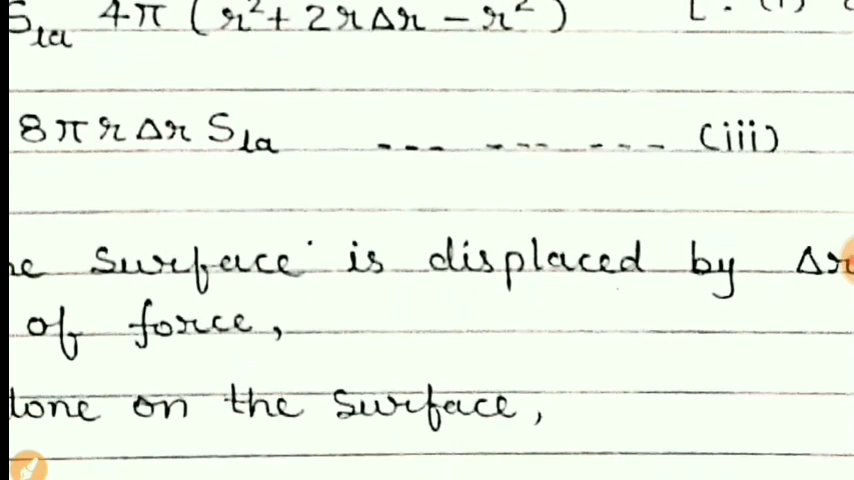 S_la 4π (r²+ 2rΔr - r²)
8πrΔr S_la --- --- --- (iii)
surface is displaced by Δr
of force,
on the surface,